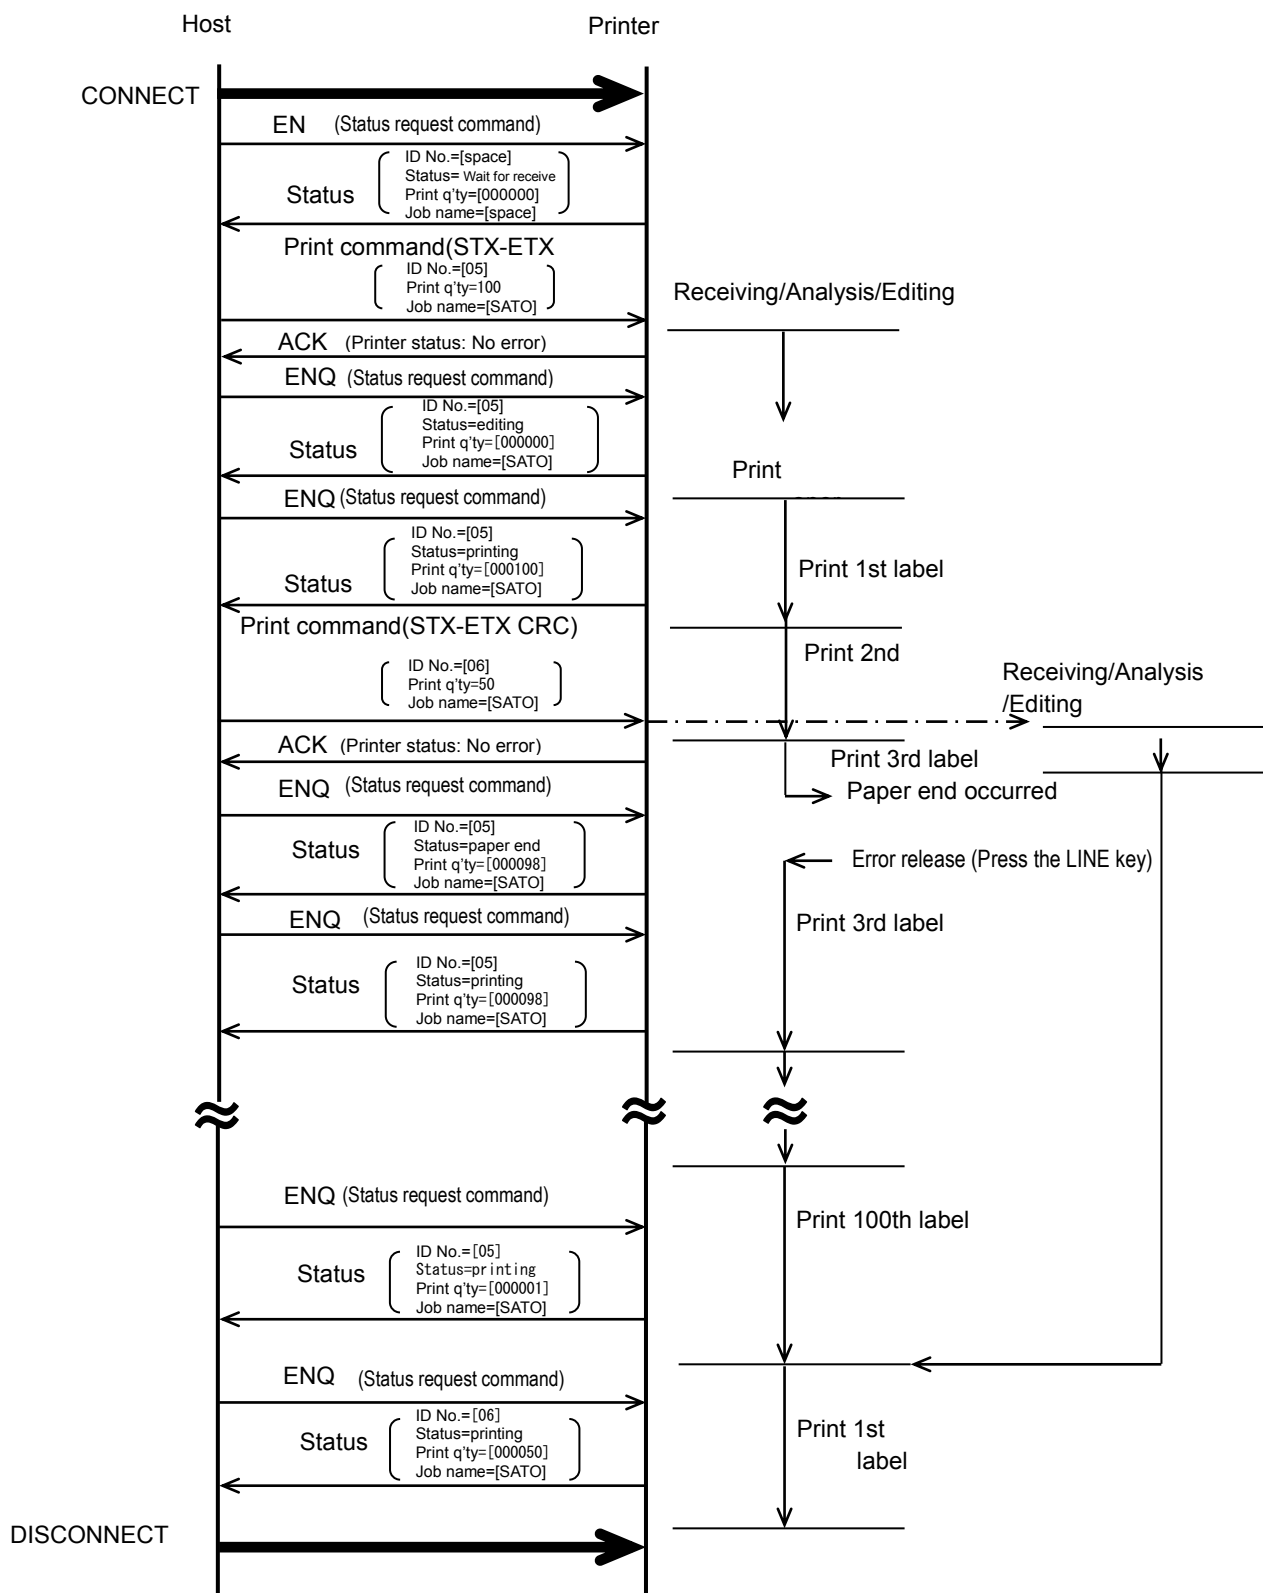 Host
Printer
CONNECT
EN (Status request command)
ID No.=[space]
Status= Wait for receive
Print q'ty=[000000]
Job name=[space]
Status
Print command(STX-ETX
ID No.=[05]
Print q'ty=100
Job name=[SATO]
Receiving/Analysis/Editing
ACK (Printer status: No error)
ENQ (Status request command)
ID No.=[05]
Status=editing
Print q'ty=[000000]
Job name=[SATO]
Status
Print
ENQ (Status request command)
ID No.=[05]
Status=printing
Print q'ty=[000100]
Job name=[SATO]
Status
Print 1st label
Print command(STX-ETX CRC)
ID No.=[06]
Print q'ty=50
Job name=[SATO]
Print 2nd
Receiving/Analysis
/Editing
ACK (Printer status: No error)
Print 3rd label
Paper end occurred
ENQ (Status request command)
ID No.=[05]
Status=paper end
Print q'ty=[000098]
Job name=[SATO]
Status
Error release (Press the LINE key)
ENQ (Status request command)
Print 3rd label
ID No.=[05]
Status=printing
Print q'ty=[000098]
Job name=[SATO]
Status
ENQ (Status request command)
Print 100th label
ID No.=[05]
Status=printing
Print q'ty=[000001]
Job name=[SATO]
Status
ENQ (Status request command)
ID No.=[06]
Status=printing
Print q'ty=[000050]
Job name=[SATO]
Status
Print 1st
label
DISCONNECT